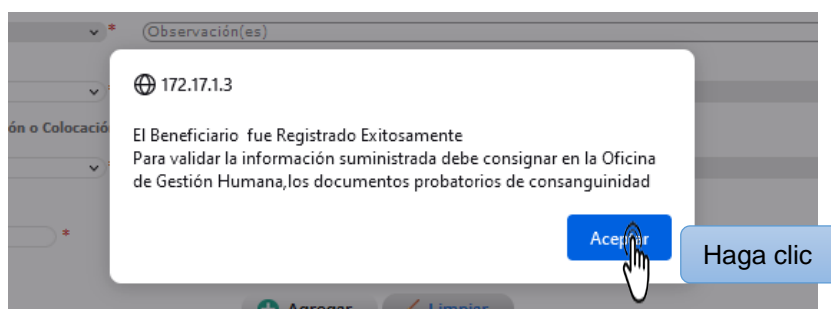 * (Observación(es)
172.17.1.3
ón o Colocació
El Beneficiario fue Registrado Exitosamente
Para validar la información suministrada debe consignar en la Oficina
de Gestión Humana,los documentos probatorios de consanguinidad
*
Aceptar
Haga clic
Agregar Limpiar